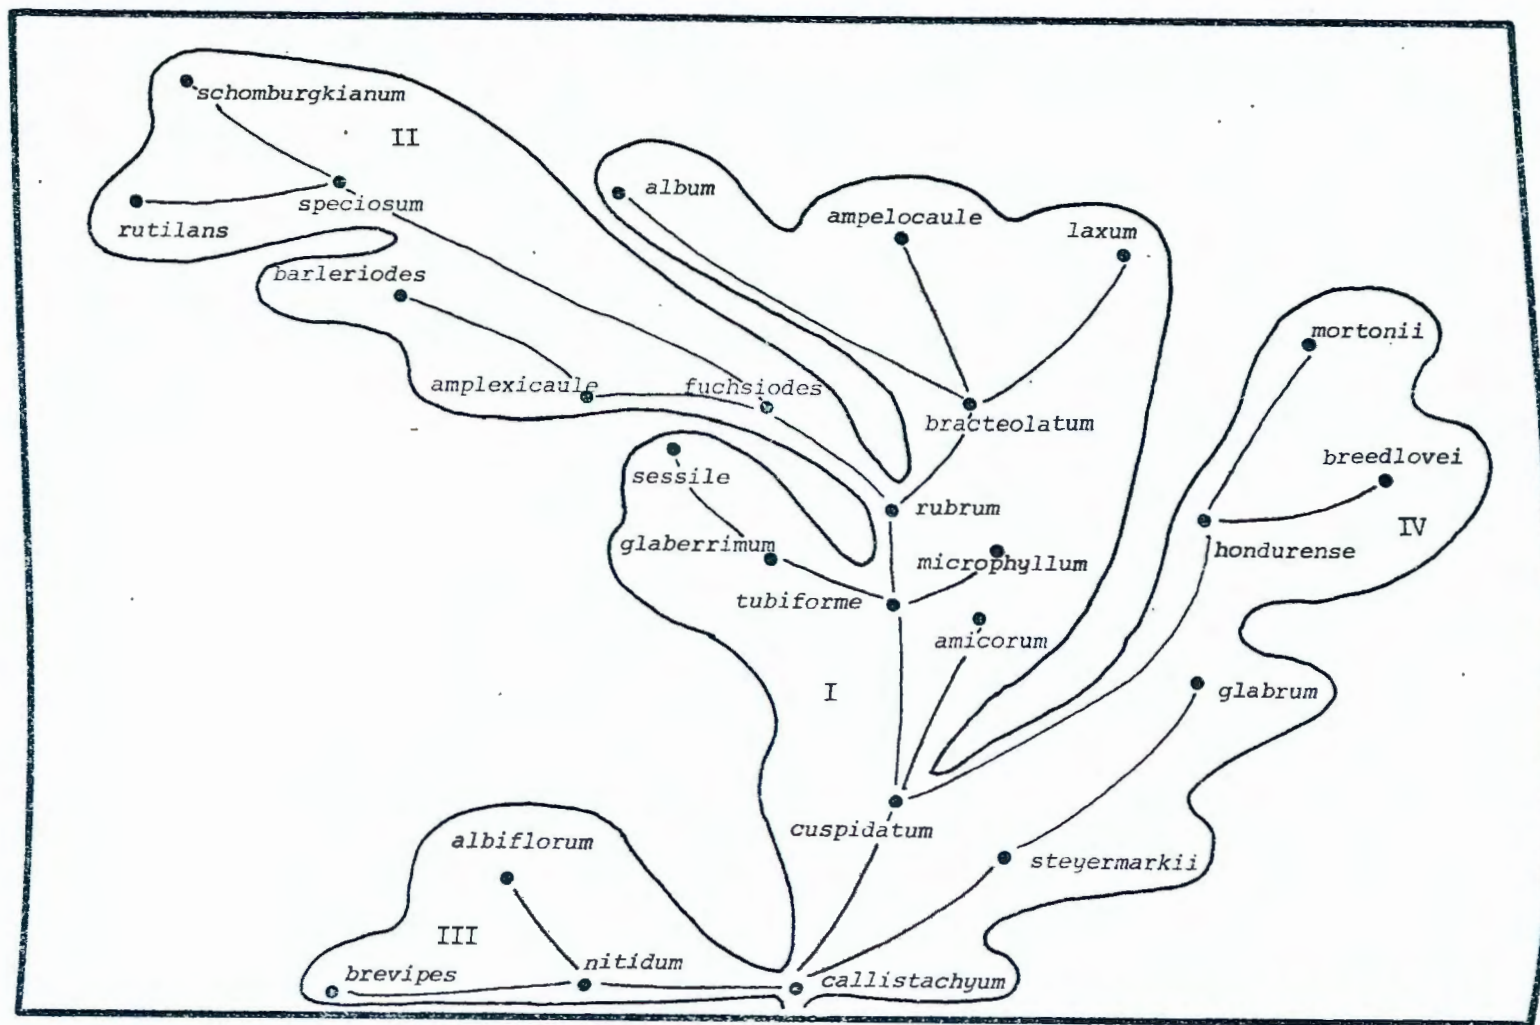 schomburgkianum
II
album
speciosum
ampelocaule
rutilans
laxum
barleriodes
mortonii
amplexicaule
fuchsiodes
bracteolatum
breedlovei
sessile
rubrum
IV
glaberrimum
microphyllum
hondurense
tubiforme
amicorum
I
glabrum
cuspidatum
albiflorum
steyermarkii
III
nitidum
brevipes
callistachyum